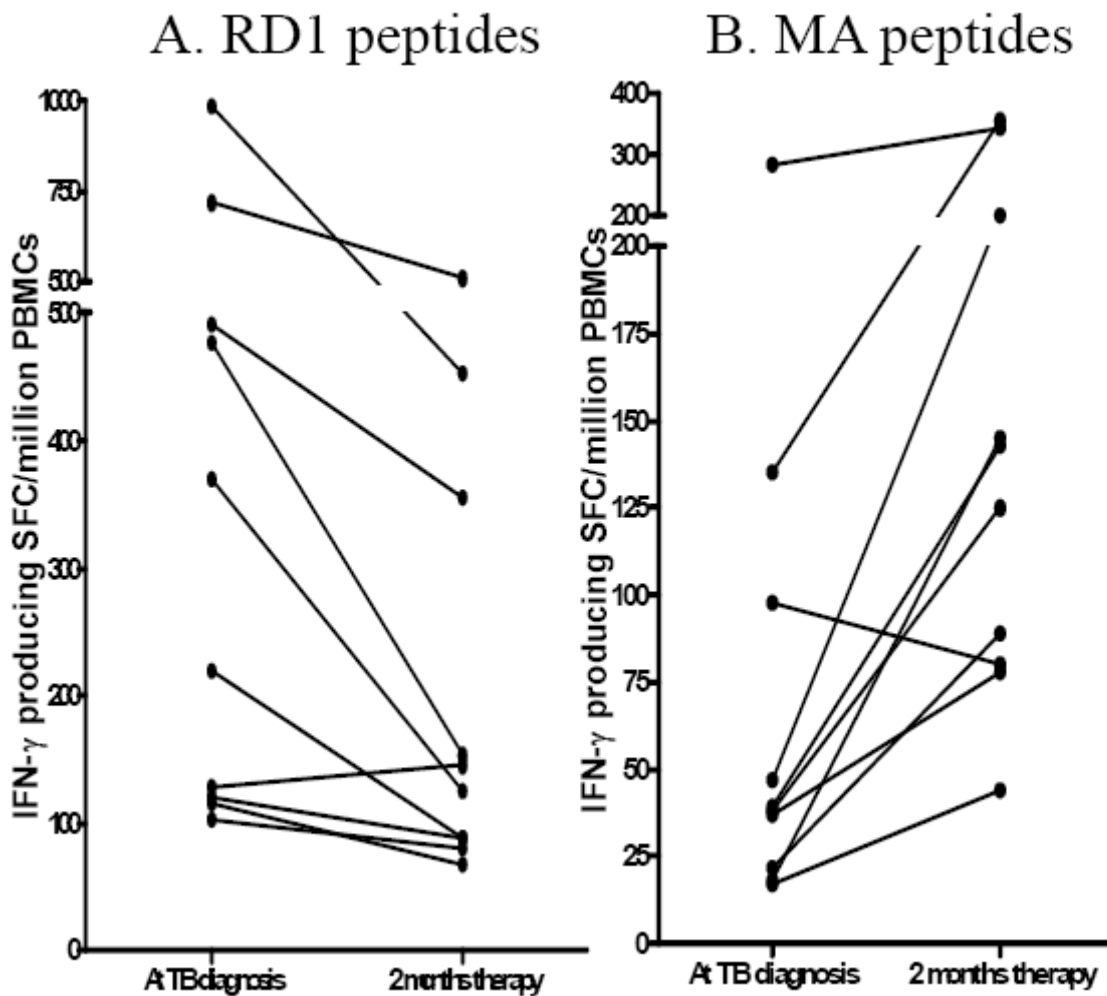 A. RD1 peptides
IFN-γ producing SFC/million PBMCs
1000
750
500
500
400
300
200
100
0
At TB diagnosis
2 months therapy
B. MA peptides
IFN-γ producing SFC/million PBMCs
400
300
200
200
175
150
125
100
75
50
25
0
At TB diagnosis
2 months therapy